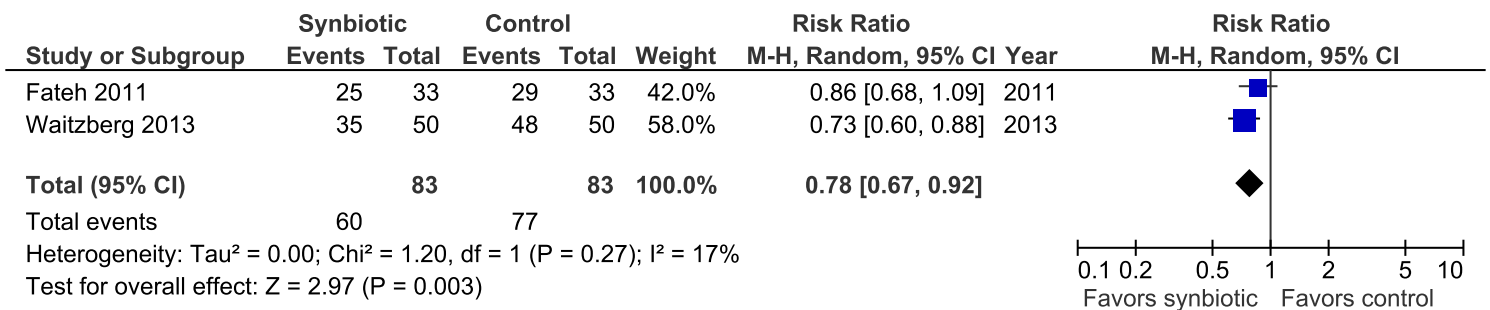 Synbiotic Control Risk Ratio Risk Ratio
Study or Subgroup Events Total Events Total Weight M-H, Random, 95% CI Year M-H, Random, 95% CI
Fateh 2011 25 33 29 33 42.0% 0.86 [0.68, 1.09] 2011
Waitzberg 2013 35 50 48 50 58.0% 0.73 [0.60, 0.88] 2013
Total (95% CI) 83 83 100.0% 0.78 [0.67, 0.92]
Total events 60 77
Heterogeneity: Tau² = 0.00; Chi² = 1.20, df = 1 (P = 0.27); I² = 17%
Test for overall effect: Z = 2.97 (P = 0.003)
0.1 0.2 0.5 1 2 5 10
Favors synbiotic Favors control